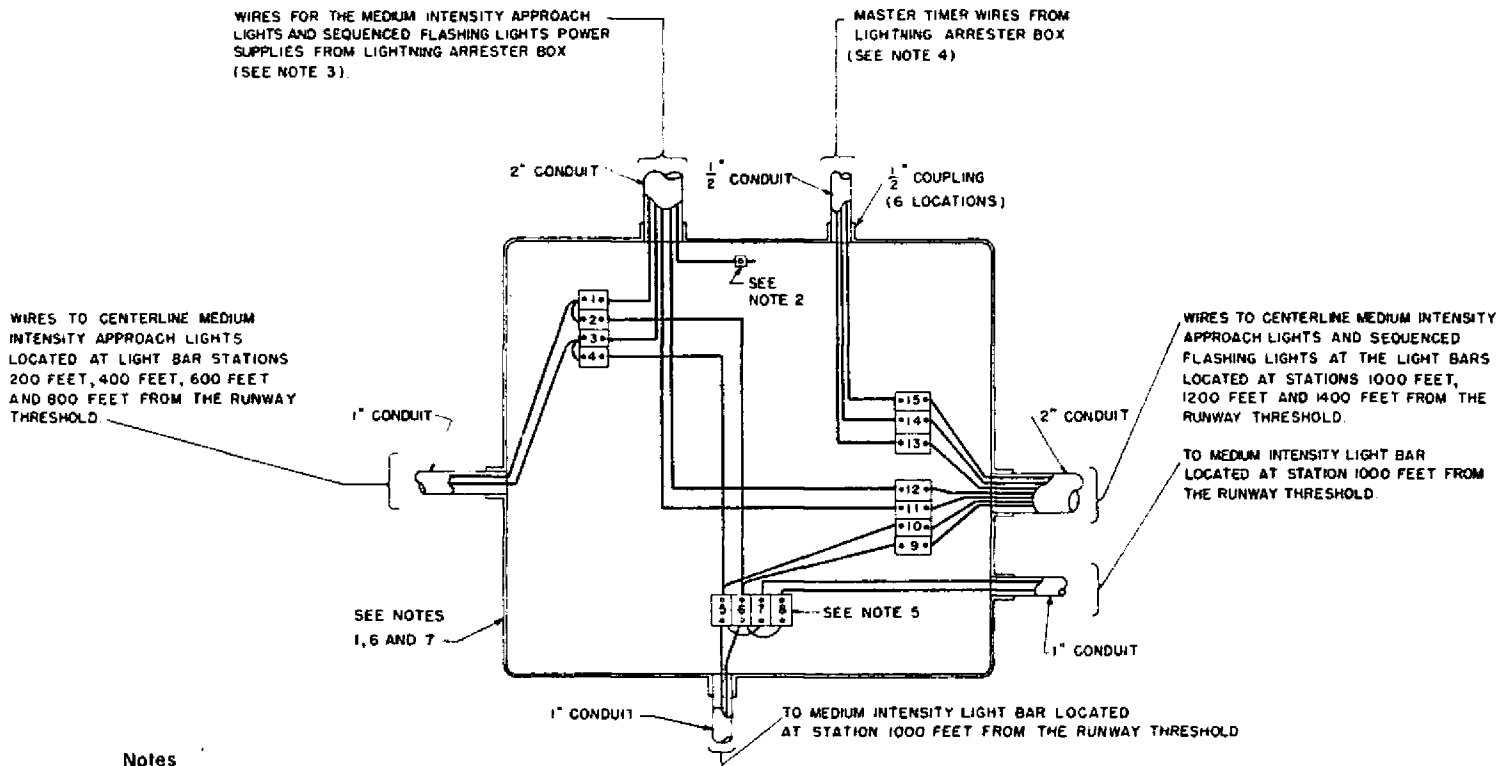 WIRES FOR THE MEDIUM INTENSITY APPROACH
LIGHTS AND SEQUENCED FLASHING LIGHTS POWER
SUPPLIES FROM LIGHTNING ARRESTER BOX
(SEE NOTE 3).
MASTER TIMER WIRES FROM
LIGHTNING ARRESTER BOX
(SEE NOTE 4)
2" CONDUIT
1/2" CONDUIT
1/2" COUPLING
(6 LOCATIONS)
SEE
NOTE 2
1
2
3
4
WIRES TO CENTERLINE MEDIUM
INTENSITY APPROACH LIGHTS
LOCATED AT LIGHT BAR STATIONS
200 FEET, 400 FEET, 600 FEET
AND 800 FEET FROM THE RUNWAY
THRESHOLD.
1" CONDUIT
WIRES TO CENTERLINE MEDIUM INTENSITY
APPROACH LIGHTS AND SEQUENCED
FLASHING LIGHTS AT THE LIGHT BARS
LOCATED AT STATIONS 1000 FEET,
1200 FEET AND 1400 FEET FROM THE
RUNWAY THRESHOLD.
15
14
13
2" CONDUIT
TO MEDIUM INTENSITY LIGHT BAR
LOCATED AT STATION 1000 FEET FROM
THE RUNWAY THRESHOLD.
12
11
10
9
5 6 7 8
SEE NOTE 5
SEE NOTES
1, 6 AND 7
1" CONDUIT
1" CONDUIT
TO MEDIUM INTENSITY LIGHT BAR LOCATED
AT STATION 1000 FEET FROM THE RUNWAY THRESHOLD
Notes